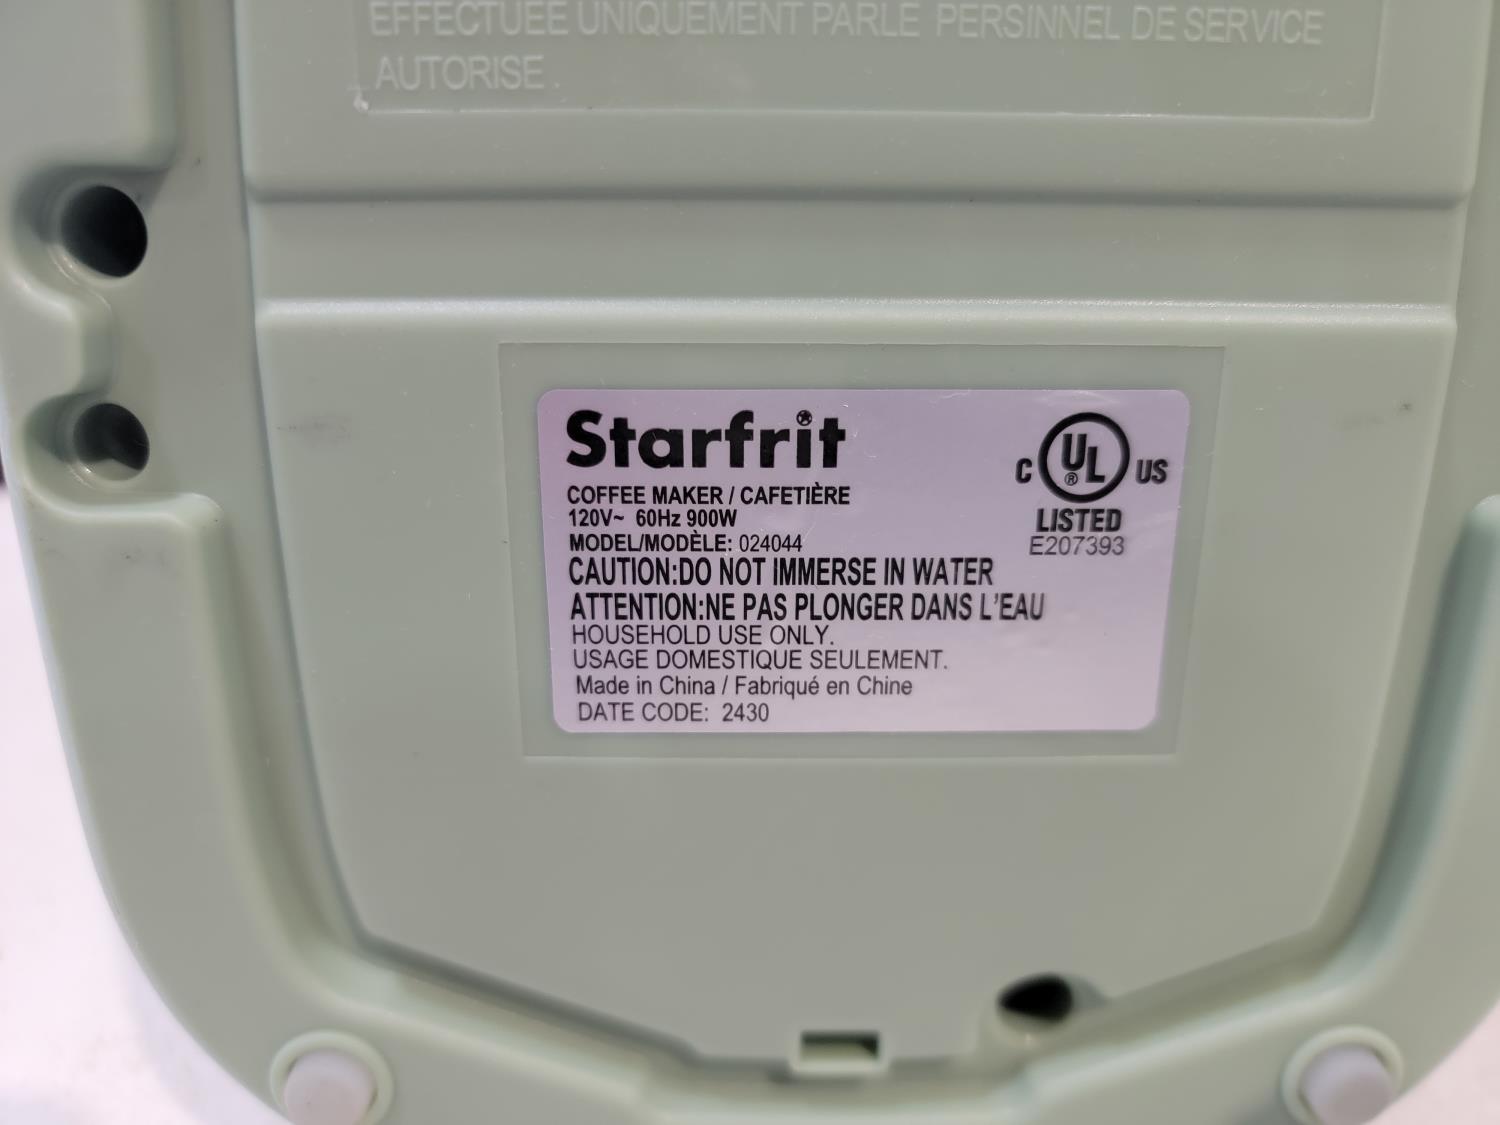 EFFECTUEE UNIQUEMENT PARLE PERSINNEL DE SERVICE
AUTORISE.
Starfrit
COFFEE MAKER / CAFETIÈRE
120V~ 60Hz 900W
MODEL/MODÈLE: 024044
C UL ® US
LISTED
E207393
CAUTION:DO NOT IMMERSE IN WATER
ATTENTION:NE PAS PLONGER DANS L'EAU
HOUSEHOLD USE ONLY.
USAGE DOMESTIQUE SEULEMENT.
Made in China / Fabriqué en Chine
DATE CODE: 2430